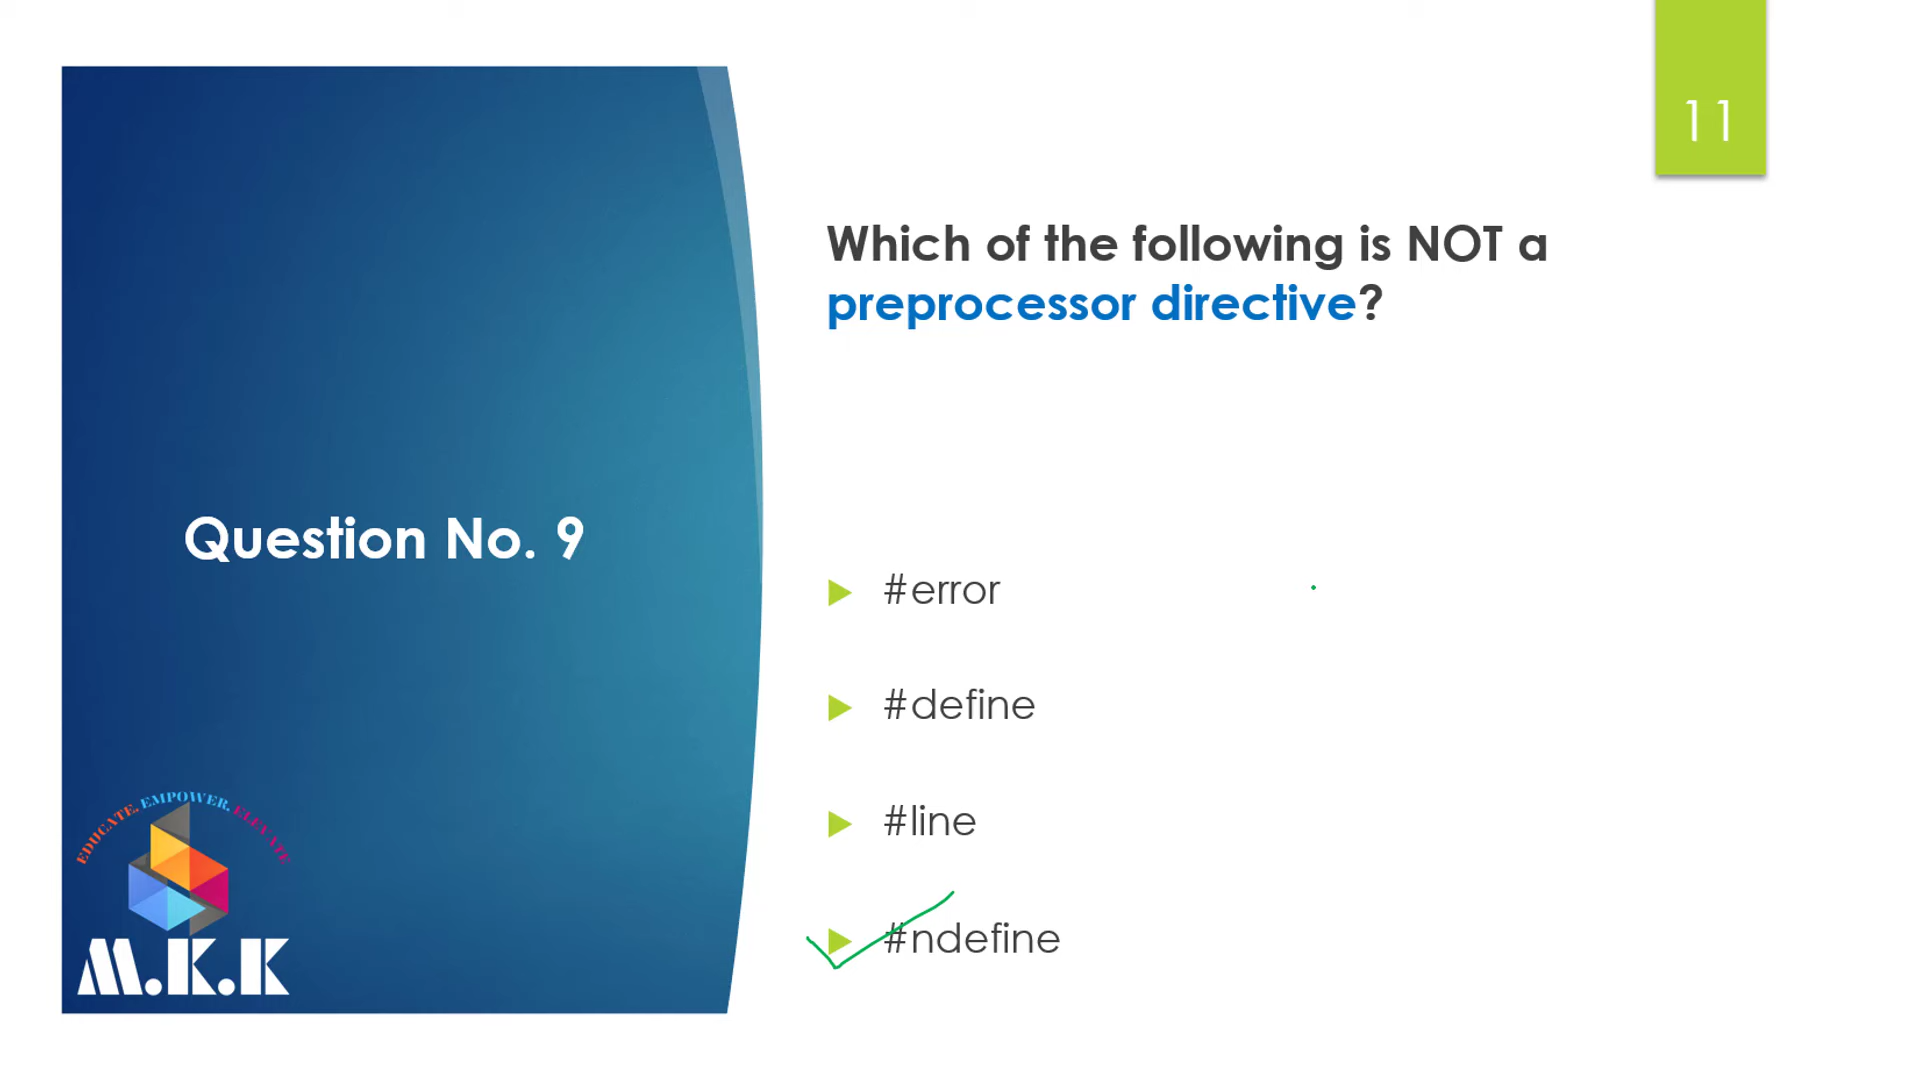 11
Which of the following is NOT a
preprocessor directive?
Question No. 9
#error
#define
#line
#ndefine
EDUCATE. EMPOWER. ELEVATE
M.K.K